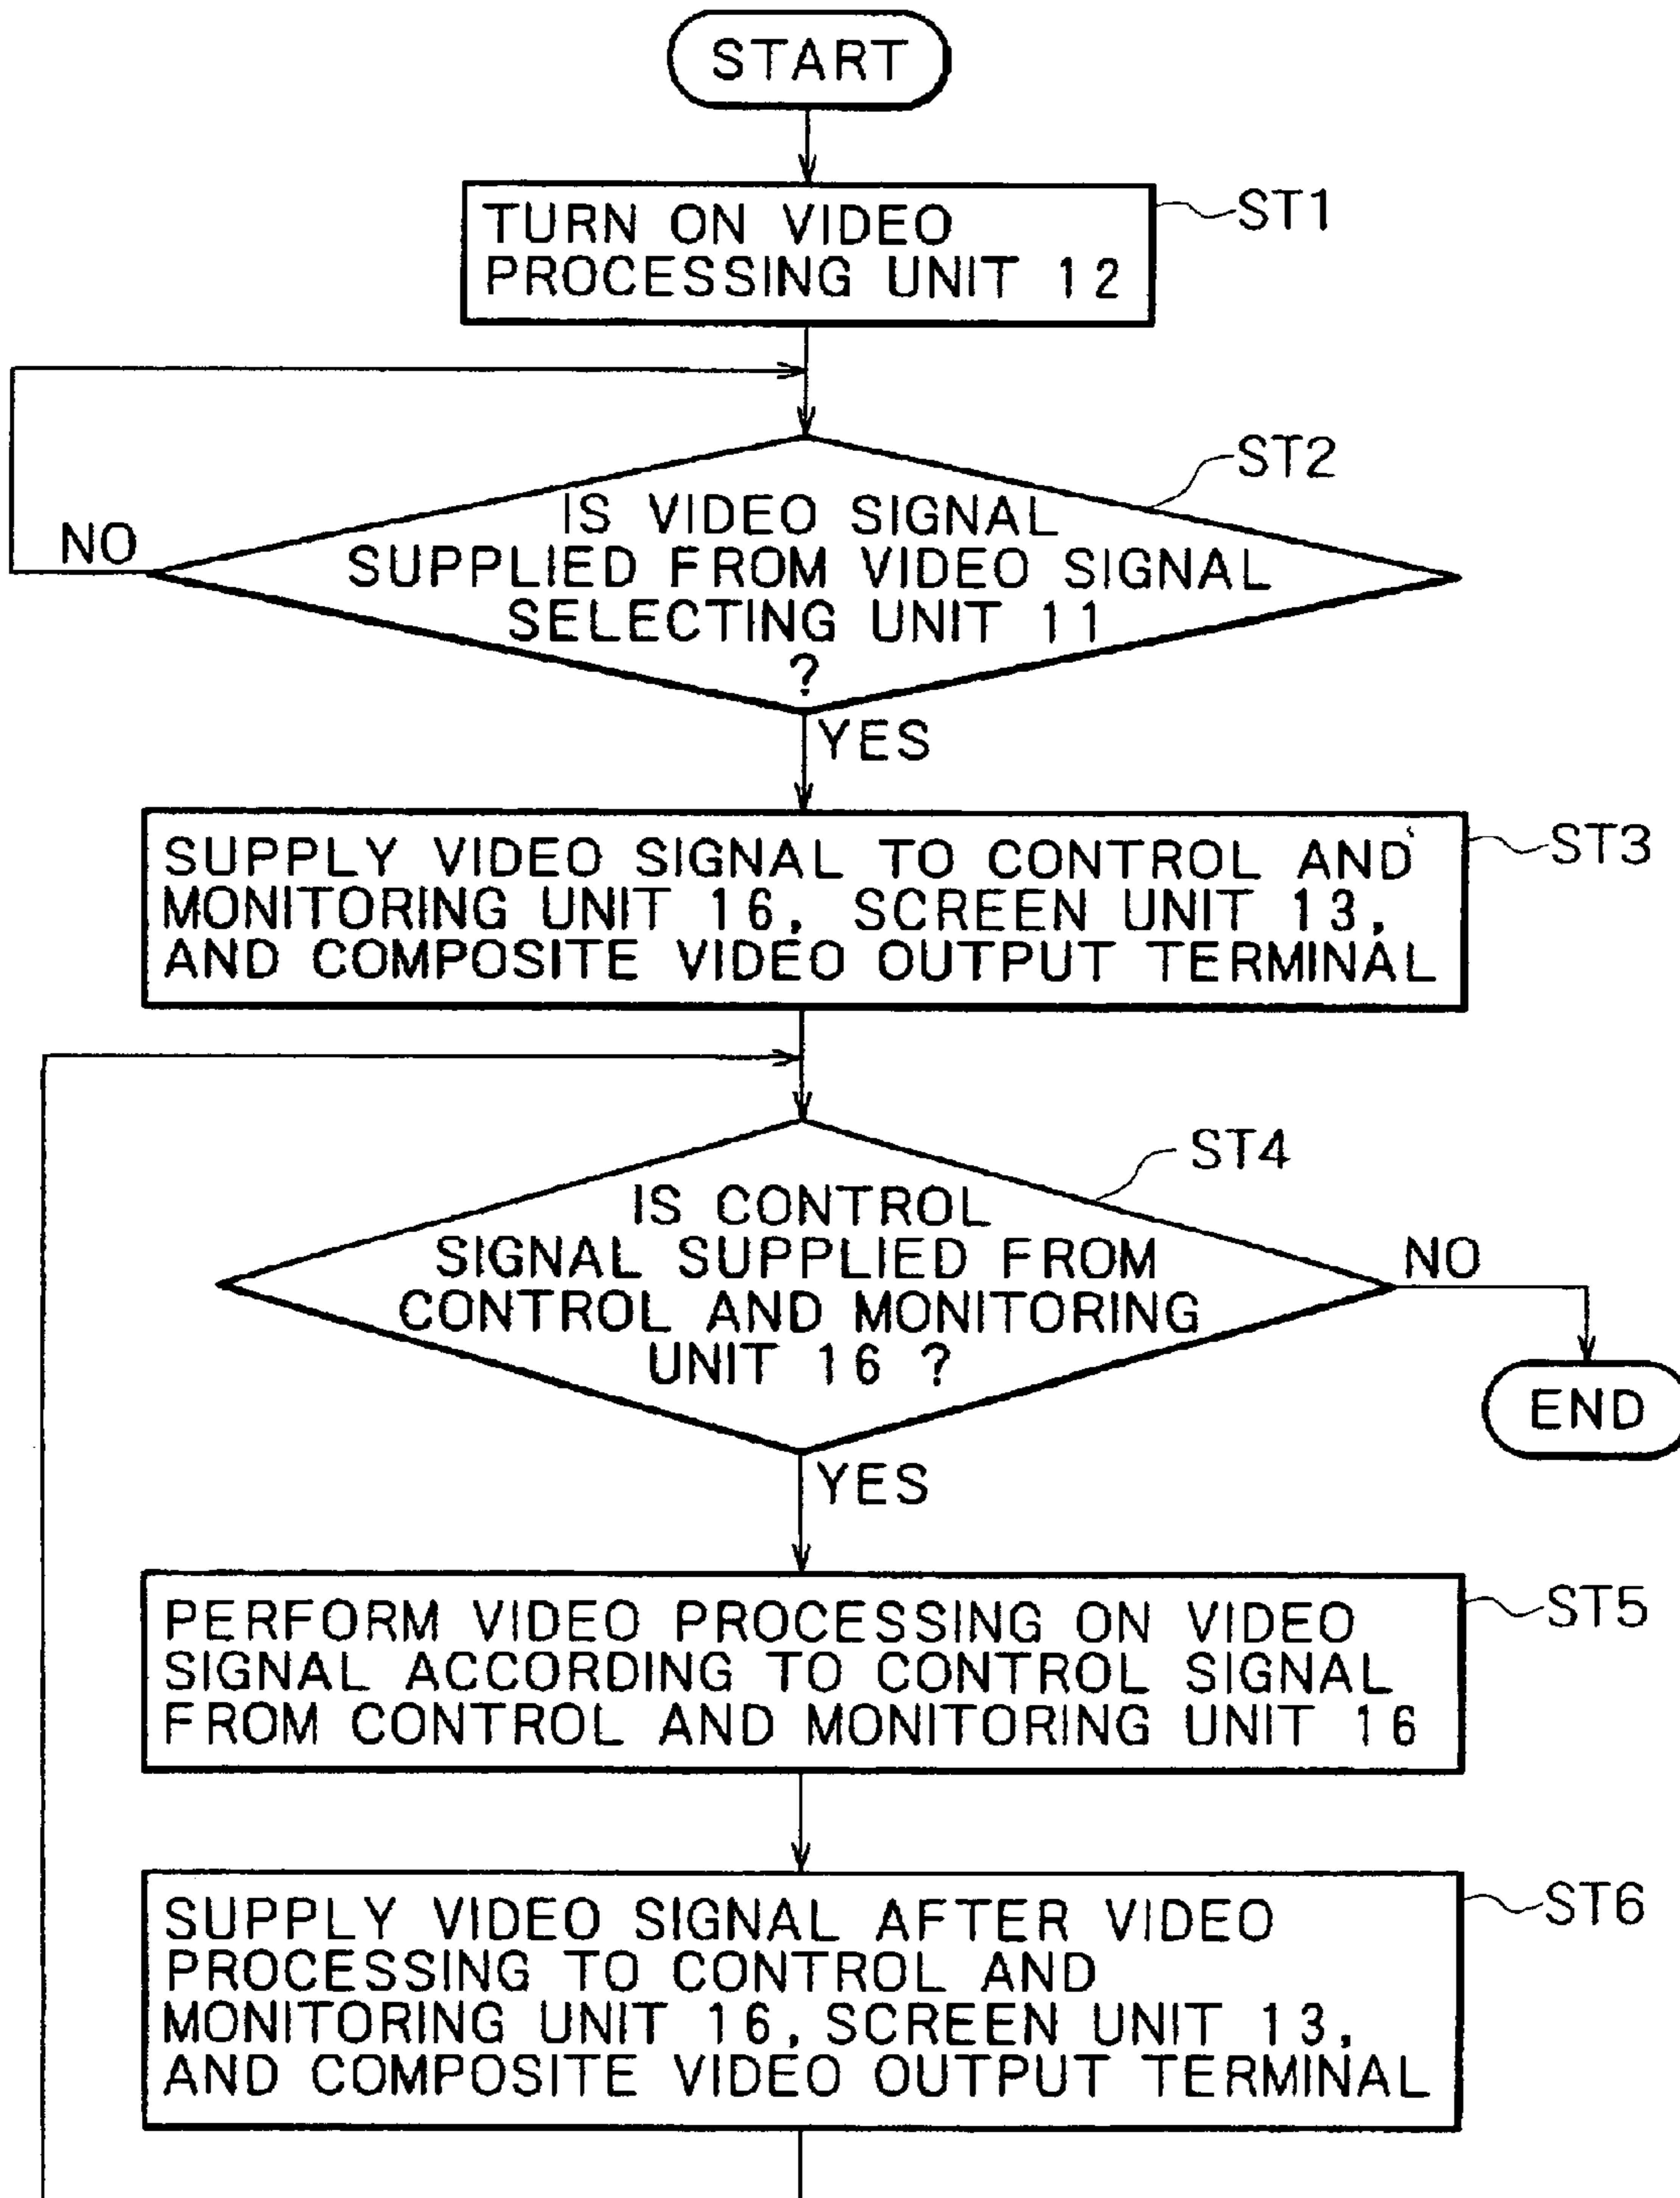 START
TURN ON VIDEO
PROCESSING UNIT 12
ST1
ST2
IS VIDEO SIGNAL
SUPPLIED FROM VIDEO SIGNAL
SELECTING UNIT 11
?
NO
YES
SUPPLY VIDEO SIGNAL TO CONTROL AND
MONITORING UNIT 16, SCREEN UNIT 13,
AND COMPOSITE VIDEO OUTPUT TERMINAL
ST3
ST4
IS CONTROL
SIGNAL SUPPLIED FROM
CONTROL AND MONITORING
UNIT 16 ?
NO
END
YES
PERFORM VIDEO PROCESSING ON VIDEO
SIGNAL ACCORDING TO CONTROL SIGNAL
FROM CONTROL AND MONITORING UNIT 16
ST5
SUPPLY VIDEO SIGNAL AFTER VIDEO
PROCESSING TO CONTROL AND
MONITORING UNIT 16, SCREEN UNIT 13,
AND COMPOSITE VIDEO OUTPUT TERMINAL
ST6